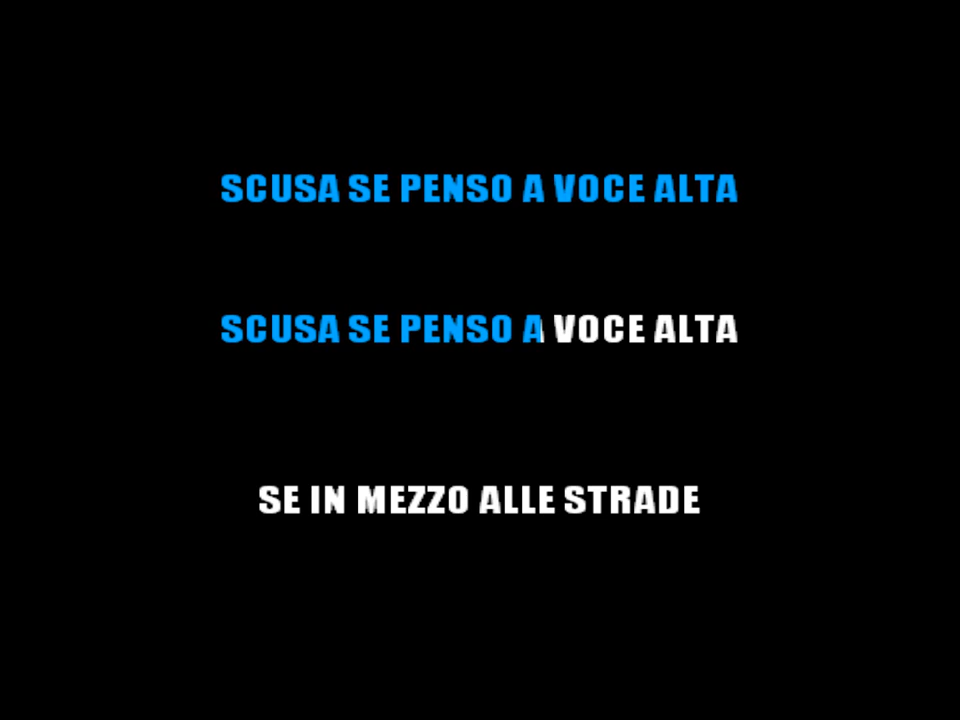 SCUSA SE PENSO A VOCE ALTA
SCUSA SE PENSO A VOCE ALTA
SE IN MEZZO ALLE STRADE